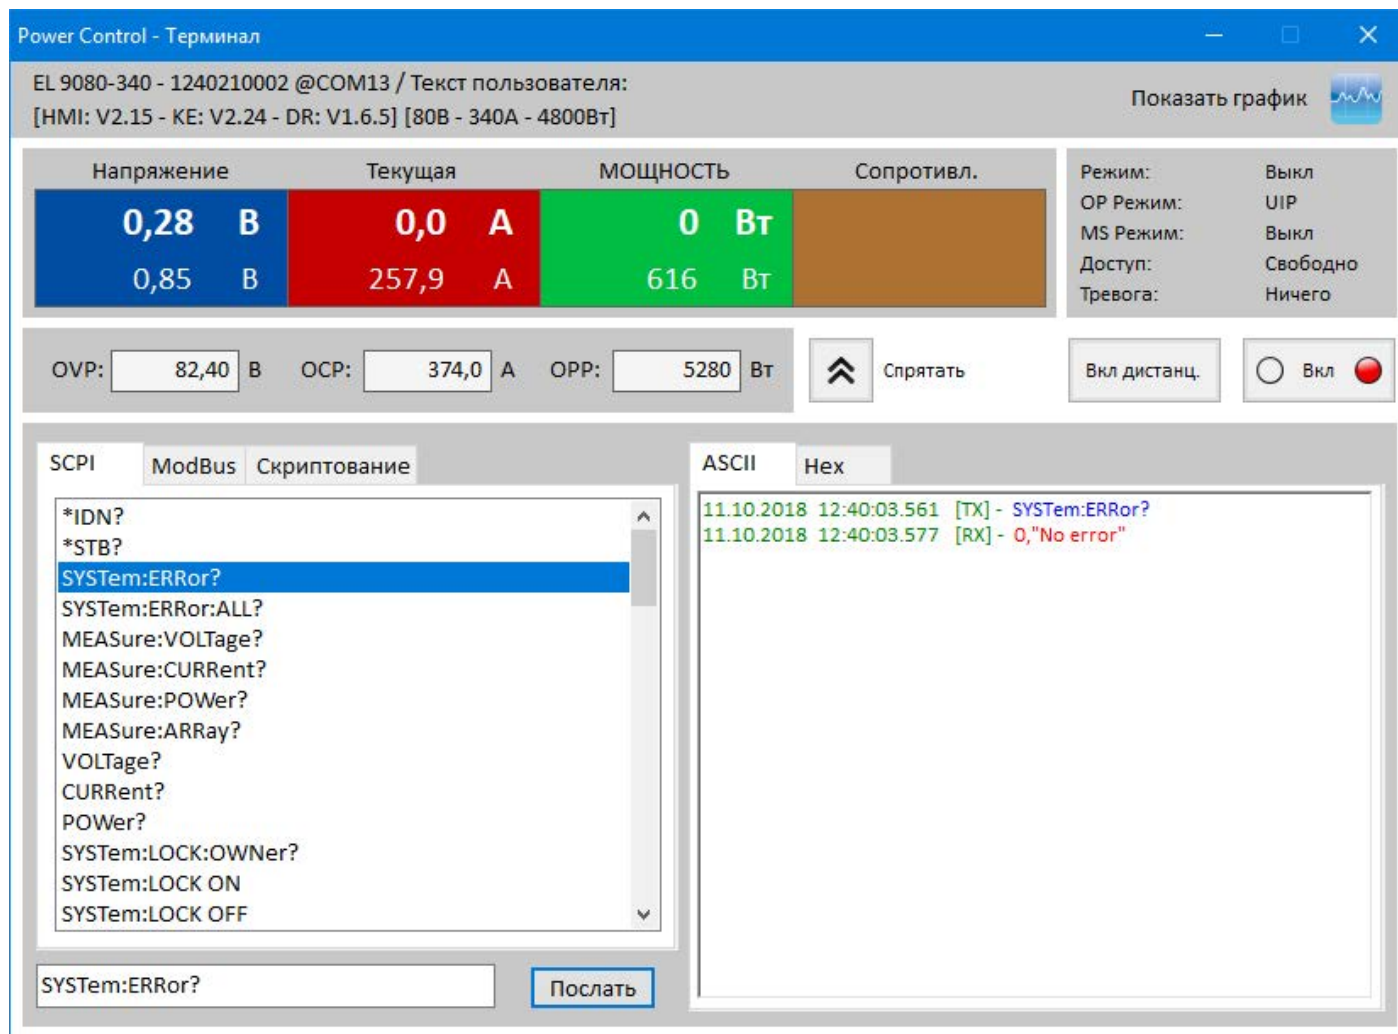 Power Control - Терминал
EL 9080-340 - 1240210002 @COM13 / Текст пользователя:
[HMI: V2.15 - KE: V2.24 - DR: V1.6.5] [80В - 340A - 4800Вт]
Показать график
Напряжение Текущая МОЩНОСТЬ Сопротивл.
0,28 В 0,0 А 0 Вт
0,85 В 257,9 А 616 Вт
Режим: Выкл
OP Режим: UIP
MS Режим: Выкл
Доступ: Свободно
Тревога: Ничего
OVP: 82,40 В OCP: 374,0 А OPP: 5280 Вт
Спрятать
Вкл дистанц.
Вкл
SCPI ModBus Скриптование
*IDN?
*STB?
SYSTem:ERRor?
SYSTem:ERRor:ALL?
MEASure:VOLTage?
MEASure:CURRent?
MEASure:POWer?
MEASure:ARRay?
VOLTage?
CURRent?
POWer?
SYSTem:LOCK:OWNer?
SYSTem:LOCK ON
SYSTem:LOCK OFF
SYSTem:ERRor?
Послать
ASCII Hex
11.10.2018 12:40:03.561 [TX] - SYSTem:ERRor?
11.10.2018 12:40:03.577 [RX] - 0,"No error"